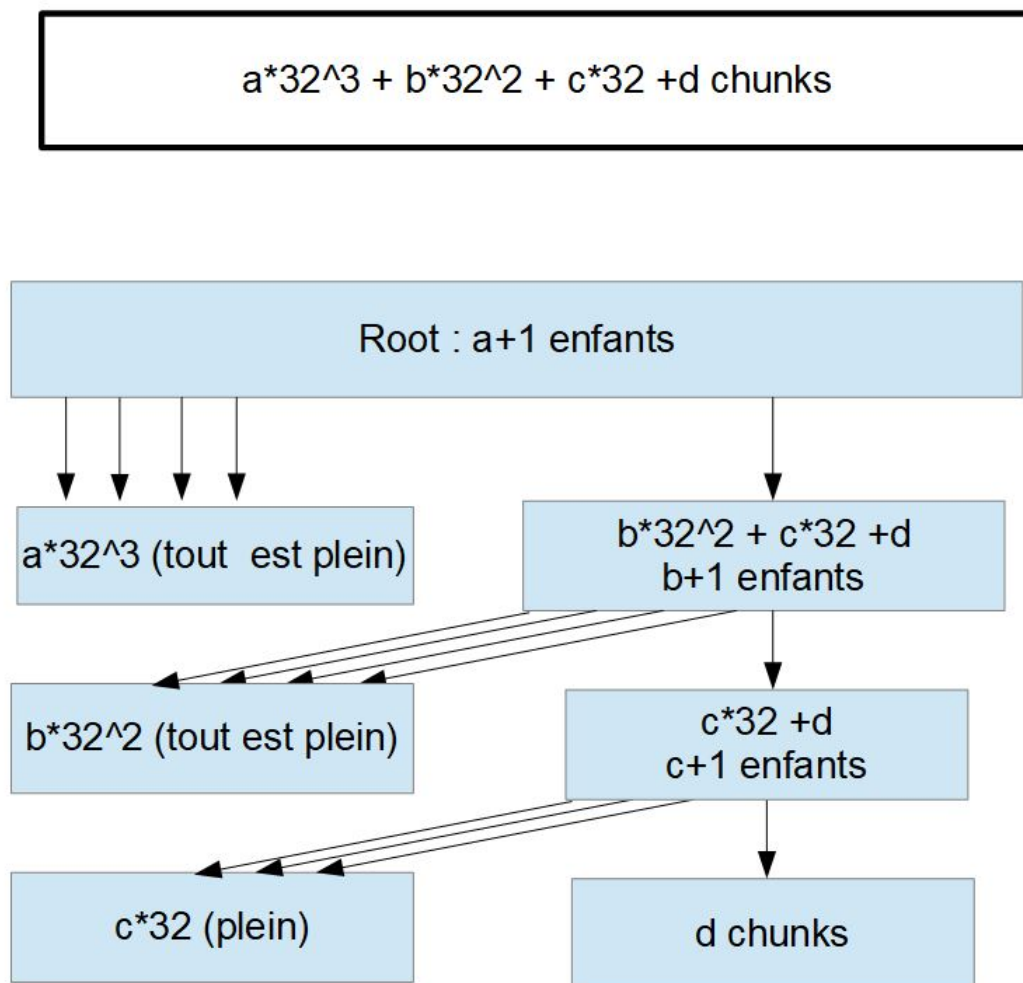 a*32^3 + b*32^2 + c*32 +d chunks
Root : a+1 enfants
a*32^3 (tout  est plein)
b*32^2 + c*32 +d
b+1 enfants
b*32^2 (tout est plein)
c*32 +d
c+1 enfants
c*32 (plein)
d chunks